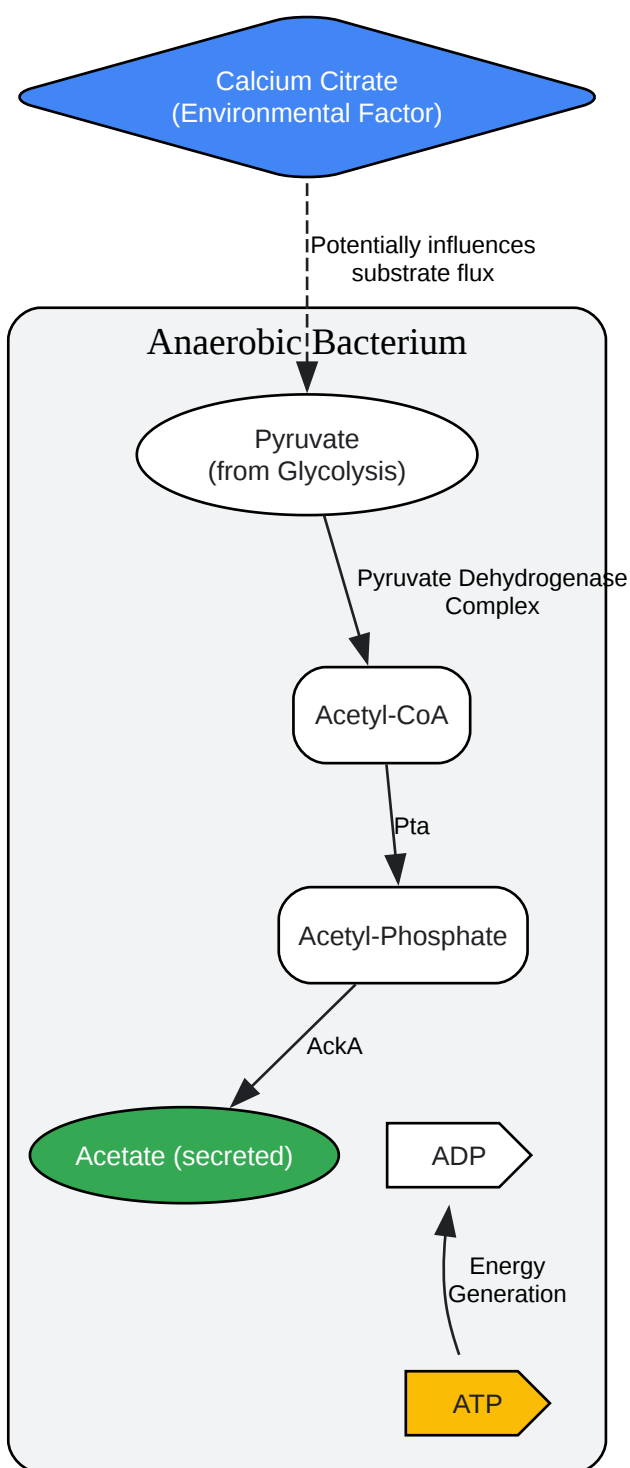 Calcium Citrate
(Environmental Factor)
Potentially influences
substrate flux
Anaerobic Bacterium
Pyruvate
(from Glycolysis)
Pyruvate Dehydrogenase
Complex
Acetyl-CoA
Pta
Acetyl-Phosphate
AckA
Acetate (secreted)
ADP
Energy
Generation
ATP